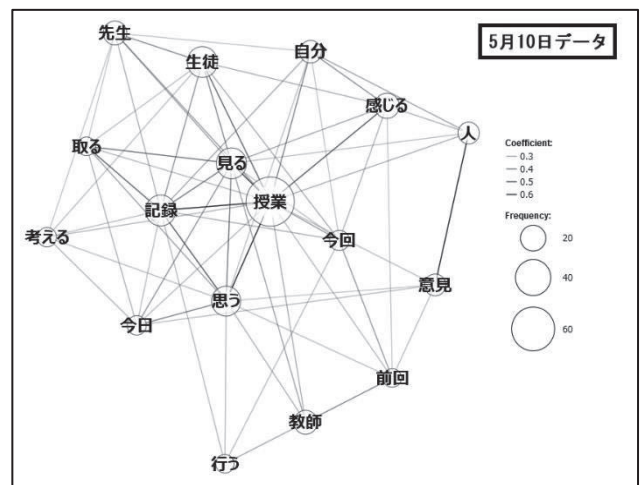 5月10日データ
先生
生徒
自分
感じる
人
取る
見る
記録
授業
考える
今回
意見
思う
今日
前回
教師
行う
Coefficient:
0.3
0.4
0.5
0.6
Frequency:
20
40
60